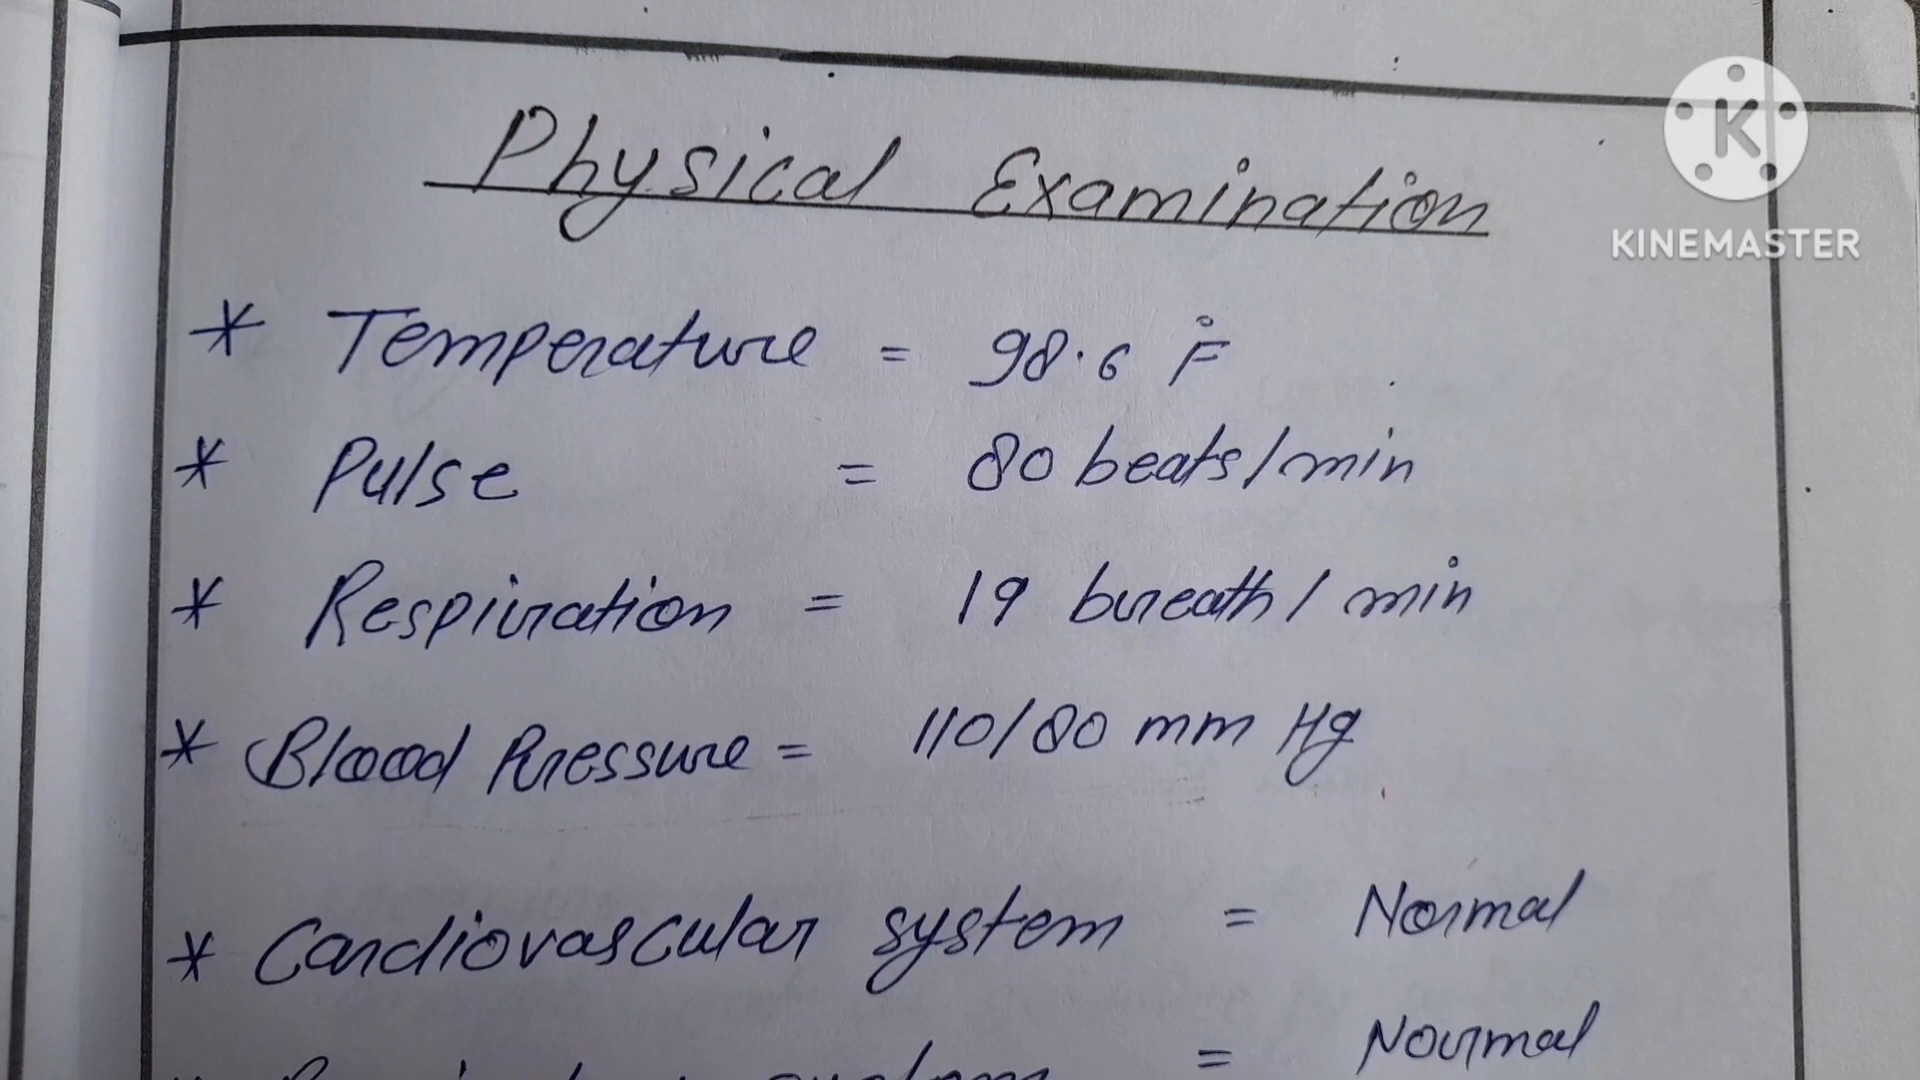 Physical Examination
K
KINEMASTER
* Temperature = 98.6 °F
* Pulse = 80 beats/min
* Respiration = 19 breath/min
* Blood Pressure = 110/80 mm Hg
* Cardiovascular system = Normal
= Normal